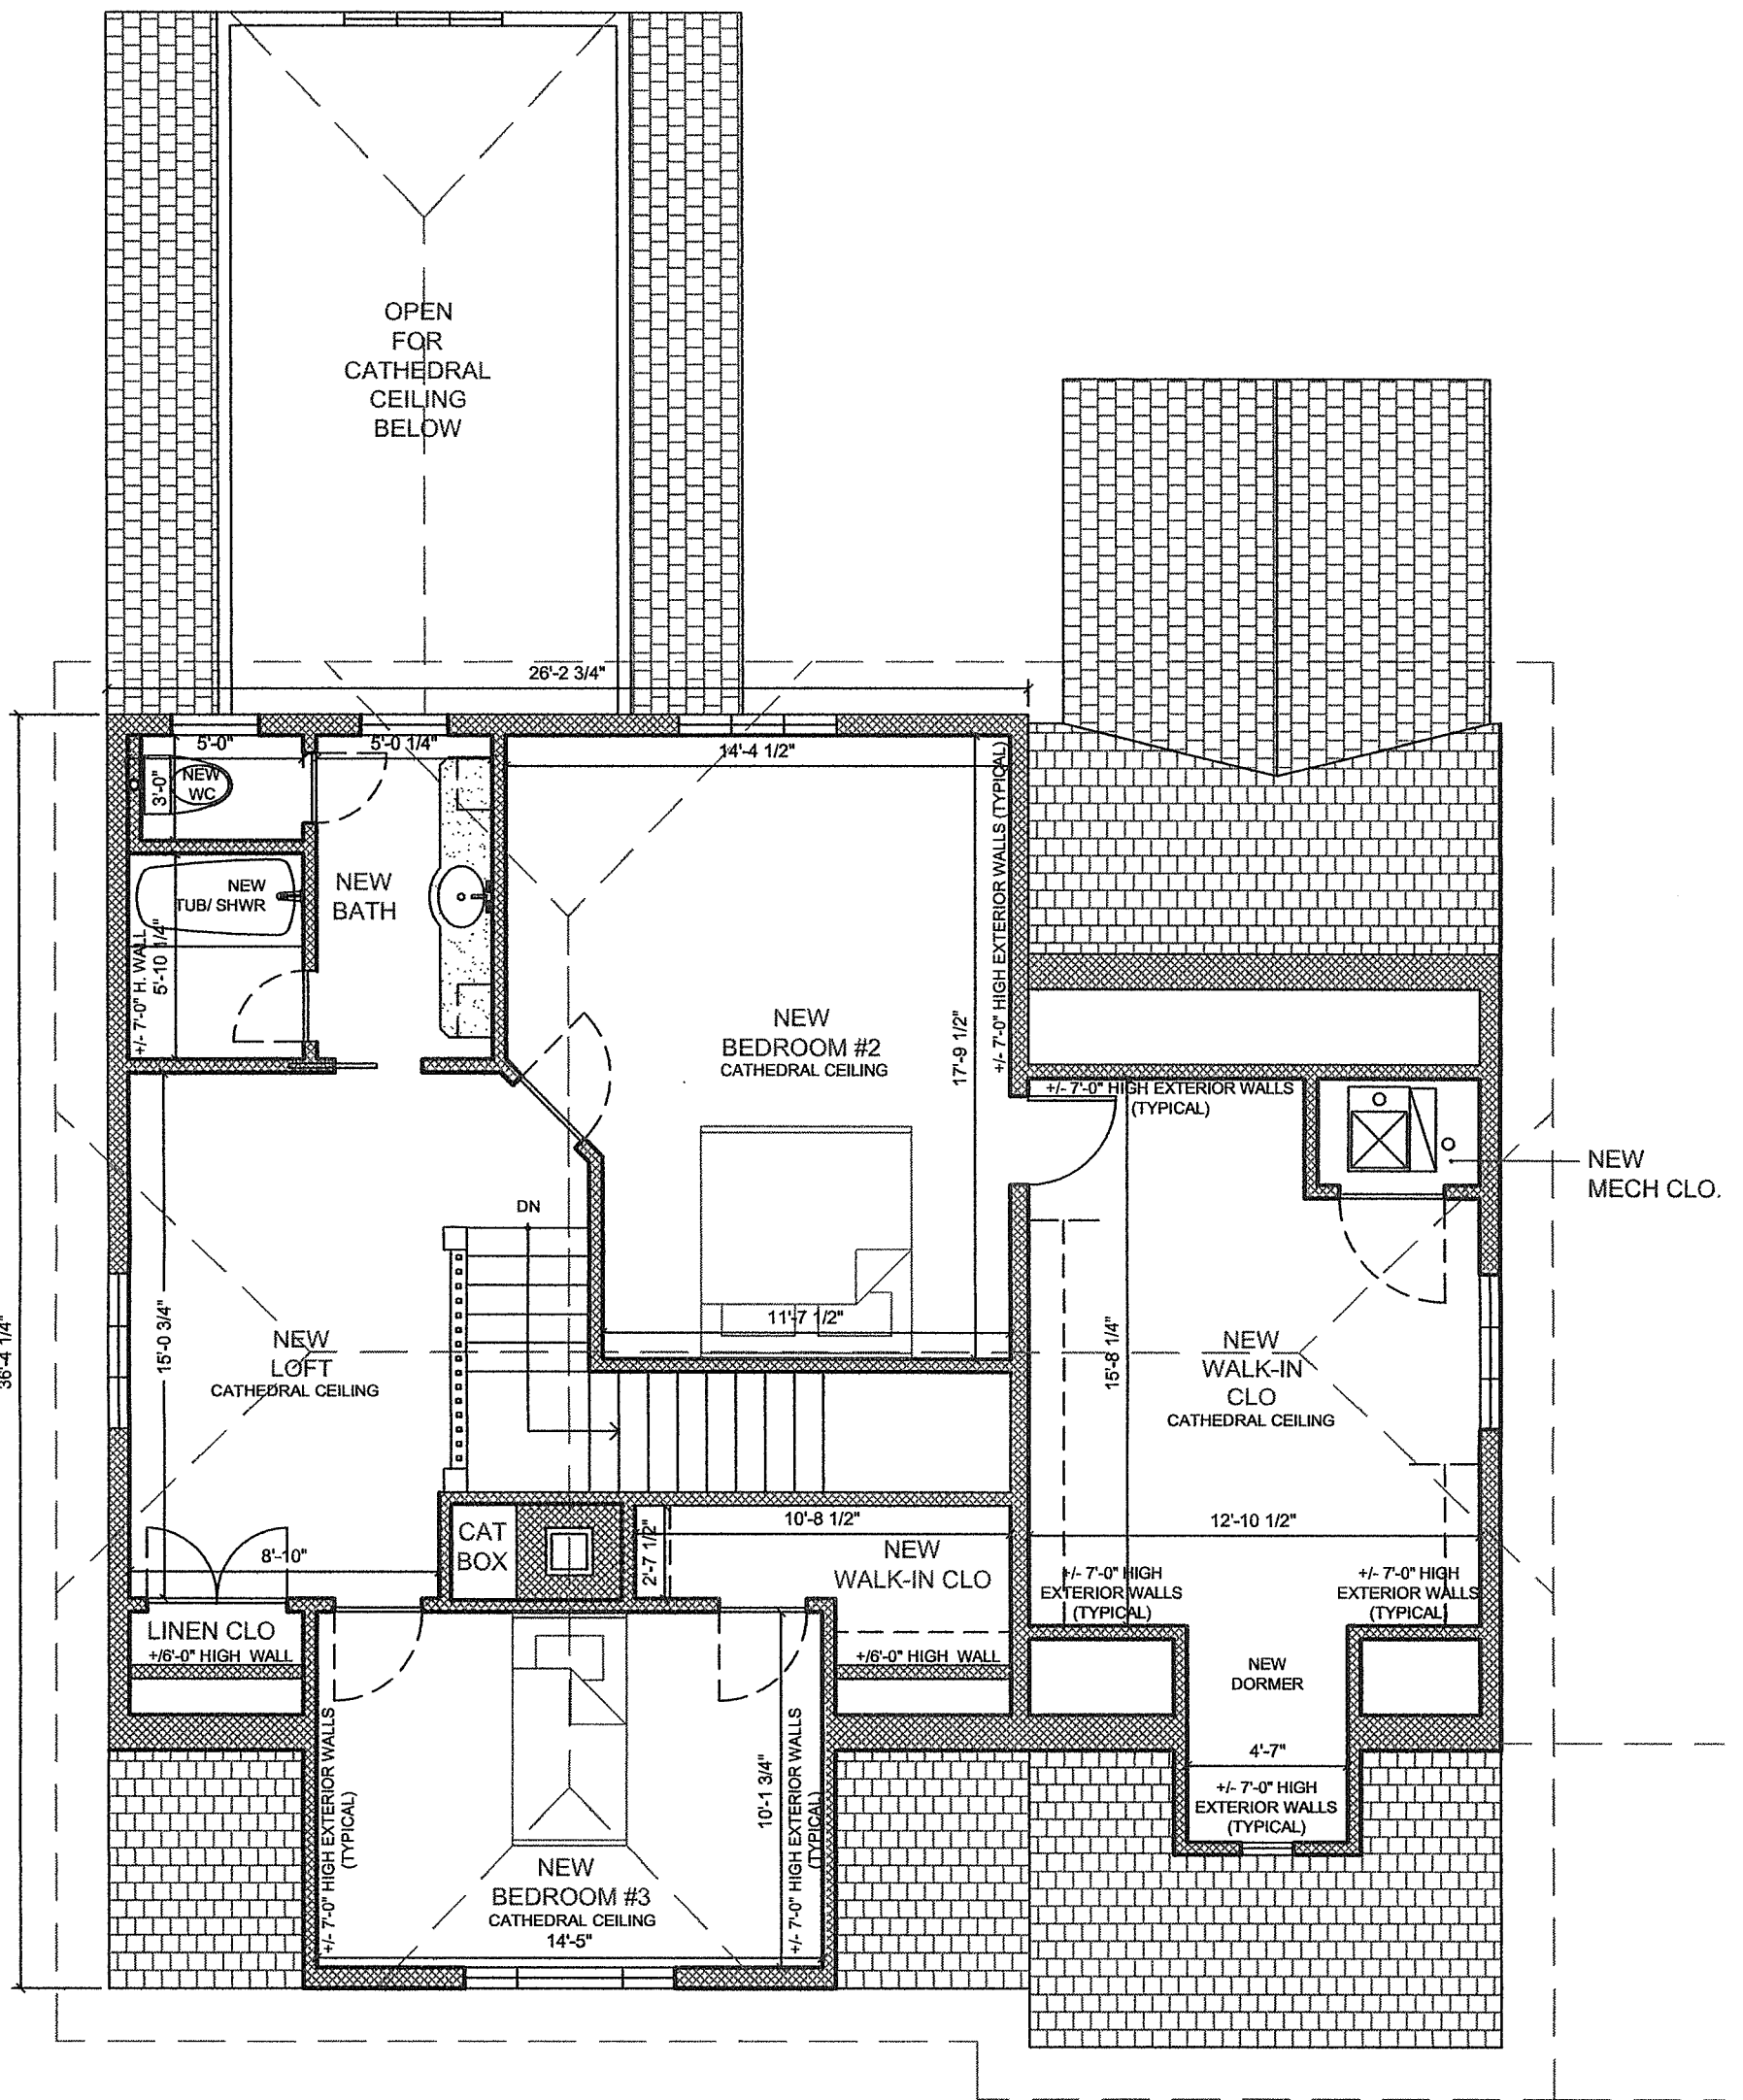 OPEN
FOR
CATHEDRAL
CEILING
BELOW
26'-2 3/4"
5'-0"
5'-0 1/4"
14'-4 1/2"
NEW
WC
3'-0"
NEW
TUB/ SHWR
NEW
BATH
+/- 7'-0" H. WALL
5'-10 1/4"
+/- 7'-0" HIGH EXTERIOR WALLS (TYPICAL)
NEW
BEDROOM #2
CATHEDRAL CEILING
17'-9 1/2"
+/- 7'-0" HIGH EXTERIOR WALLS
(TYPICAL)
NEW
MECH CLO.
DN
11'-7 1/2"
36'-4 1/4"
15'-0 3/4"
NEW
LOFT
CATHEDRAL CEILING
15'-8 1/4"
NEW
WALK-IN
CLO
CATHEDRAL CEILING
CAT
BOX
2'-7 1/2"
10'-8 1/2"
NEW
WALK-IN CLO
12'-10 1/2"
8'-10"
+/- 7'-0" HIGH
EXTERIOR WALLS
(TYPICAL)
+/- 7'-0" HIGH
EXTERIOR WALLS
(TYPICAL)
LINEN CLO
+/6'-0" HIGH WALL
+/6'-0" HIGH WALL
NEW
DORMER
+/- 7'-0" HIGH EXTERIOR WALLS
(TYPICAL)
10'-1 3/4"
+/- 7'-0" HIGH EXTERIOR WALLS
(TYPICAL)
4'-7"
+/- 7'-0" HIGH
EXTERIOR WALLS
(TYPICAL)
NEW
BEDROOM #3
CATHEDRAL CEILING
14'-5"